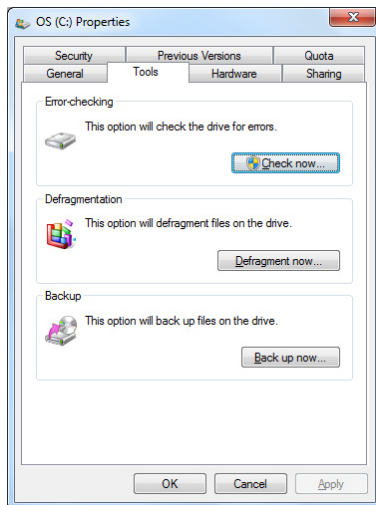 OS (C:) Properties
Security Previous Versions Quota
General Tools Hardware Sharing
Error-checking
This option will check the drive for errors.
Check now...
Defragmentation
This option will defragment files on the drive.
Defragment now...
Backup
This option will back up files on the drive.
Back up now...
OK Cancel Apply